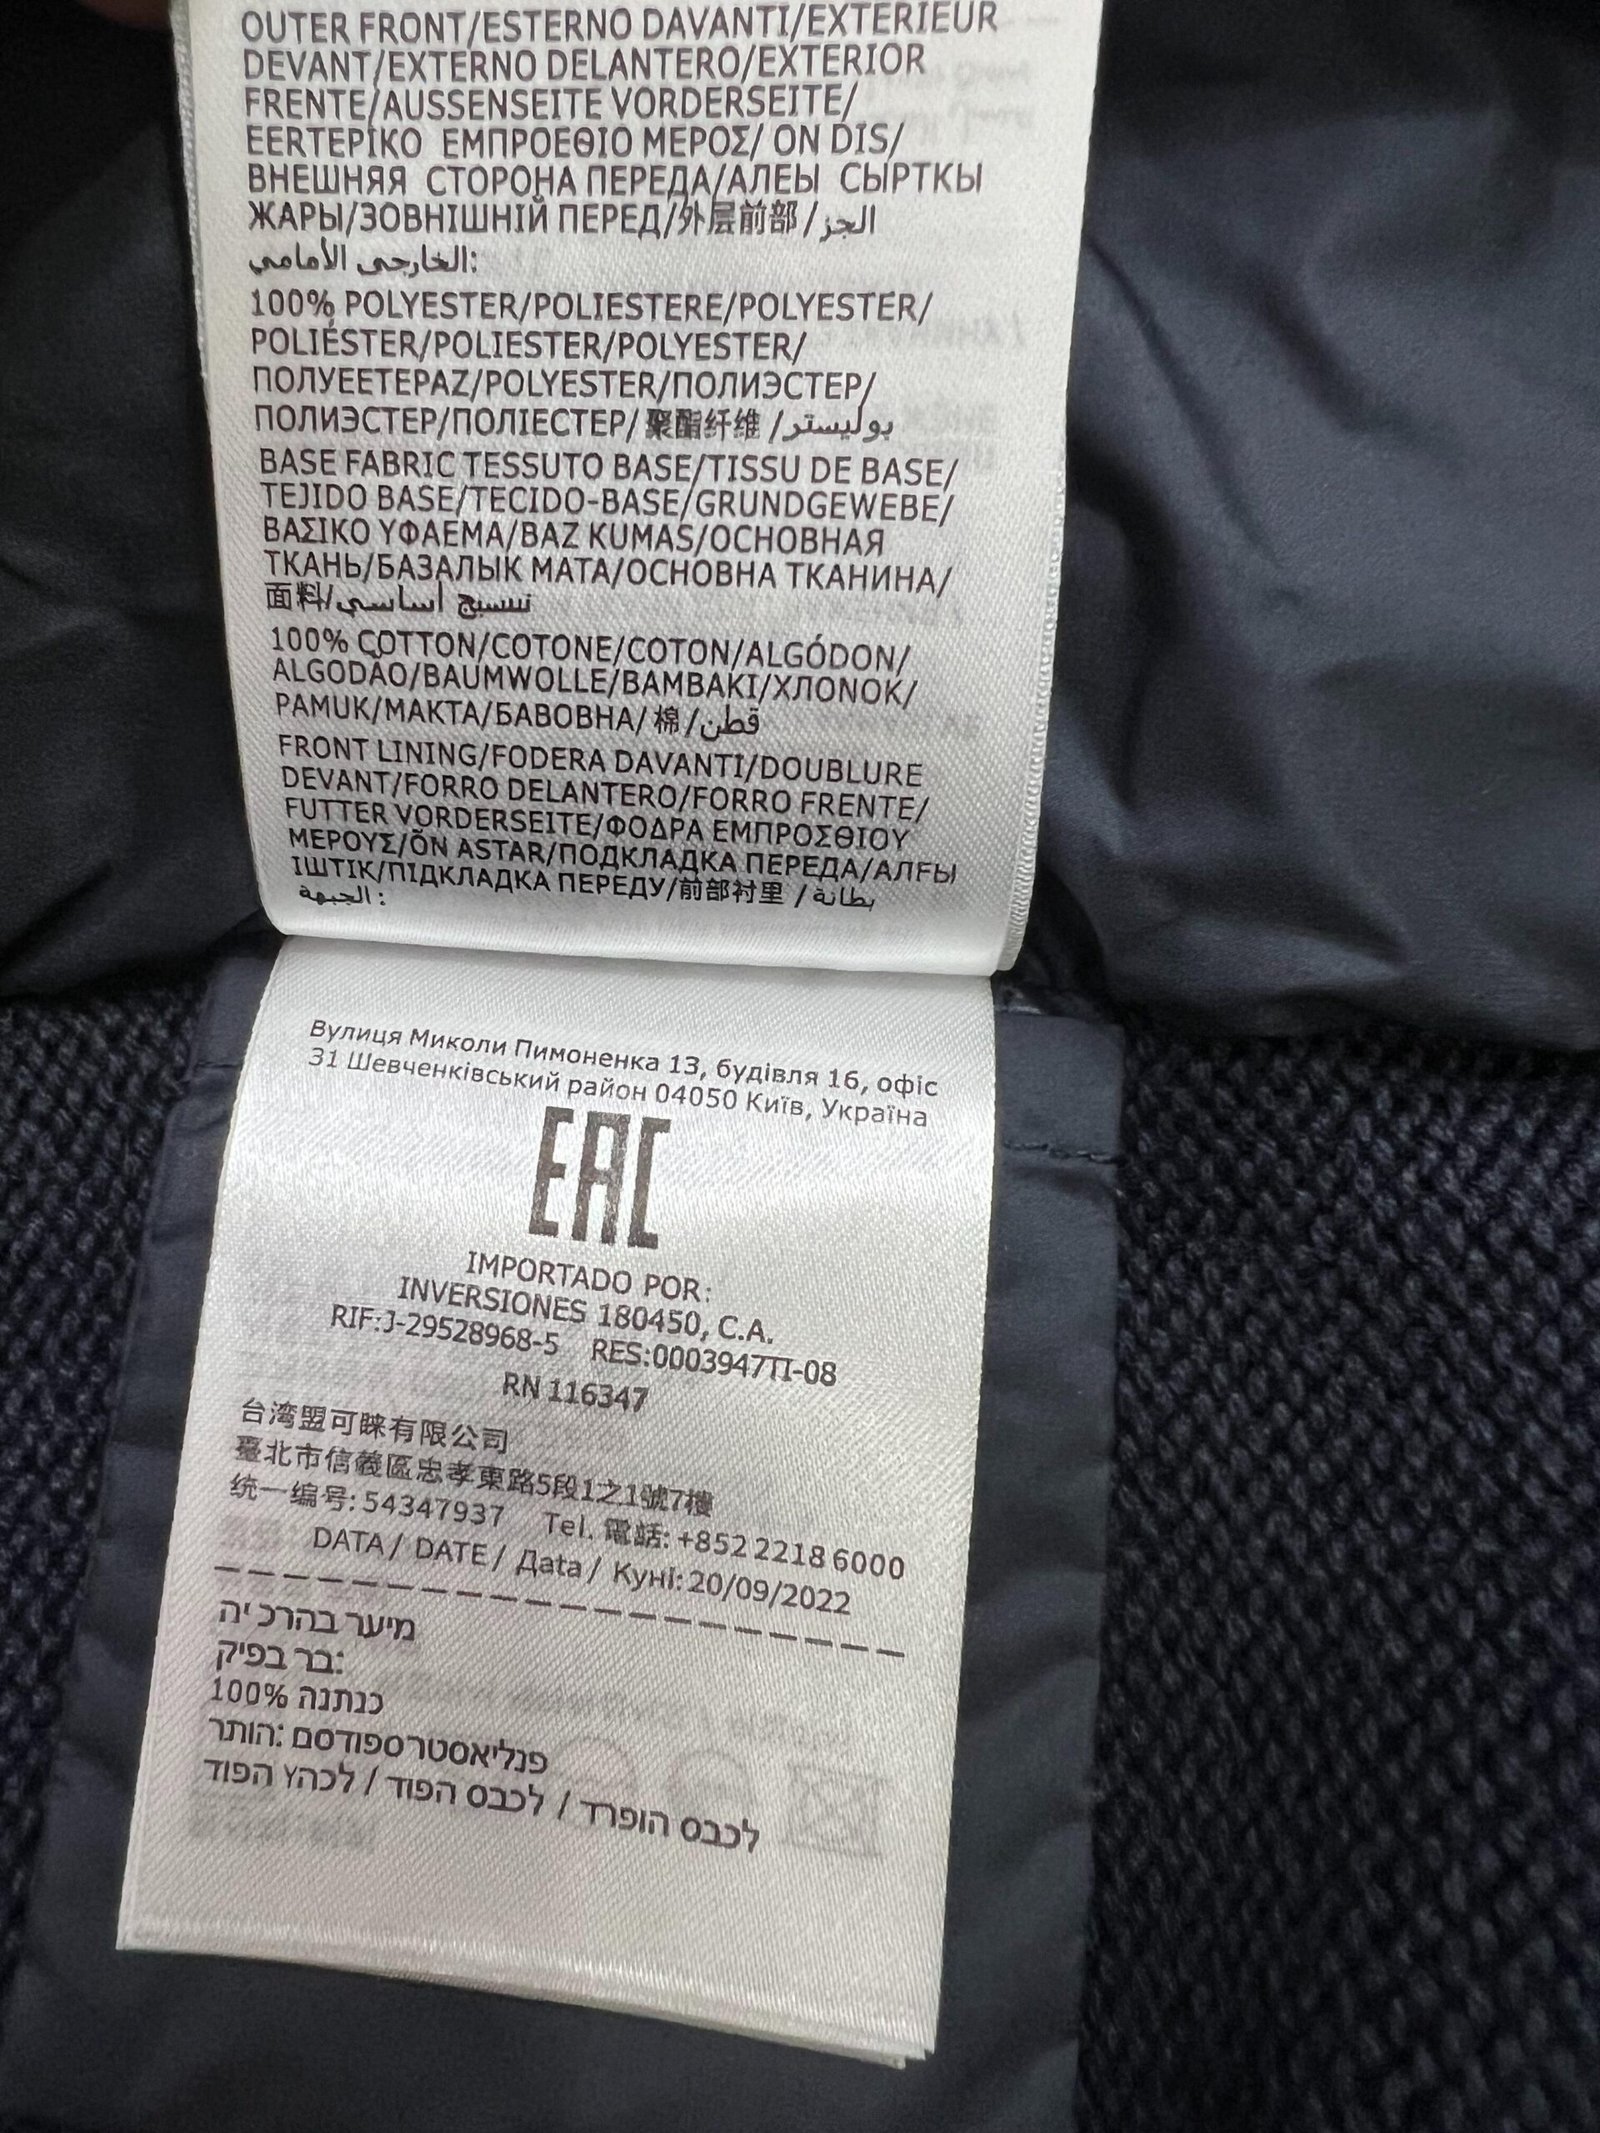 OUTER FRONT/ESTERNO DAVANTI/EXTERIEUR
DEVANT/EXTERNO DELANTERO/EXTERIOR
FRENTE/AUSSENSEITE VORDERSEITE/
EERTEPIKO ЕМПРОЕӨІО ΜΕΡΟΣ/ ON DIS/
ВНЕШНЯЯ СТОРОНА ПЕРЕДА/АЛЕЫ СЫРТКЫ
ЖАРЫ/ЗОВНІШНІЙ ПЕРЕД/外层前部/الجز
الخارجي الأمامي:
100% POLYESTER/POLIESTERE/POLYESTER/
POLIÉSTER/POLIESTER/POLYESTER/
ПОЛУЕЕТЕРАZ/POLYESTER/ПОЛИЭСТЕР/
ПОЛИЭСТЕР/ПОЛІЕСТЕР/聚酯纤维/بوليستر
BASE FABRIC TESSUTO BASE/TISSU DE BASE/
TEJIDO BASE/TECIDO-BASE/GRUNDGEWEBE/
ΒΑΣΙΚΟ ΥΦΑΕΜΑ/BAZ KUMAS/ОСНОВНАЯ
ТКАНЬ/БАЗАЛЫК МАТА/ОСНОВНА ТКАНИНА/
面料/نسيج أساسي
100% COTTON/COTONE/COTON/ALGÓDON/
ALGODÃO/BAUMWOLLE/BAMBAKI/ХЛОNОК/
PAMUK/МАКТА/БАВОВНА/棉/قطن
FRONT LINING/FODERA DAVANTI/DOUBLURE
DEVANT/FORRO DELANTERO/FORRO FRENTE/
FUTTER VORDERSEITE/ΦΟΔΡΑ ΕΜΠΡΟΣΘΙΟΥ
ΜΕΡΟΥΣ/ÕN ASTAR/ПОДКЛАДКА ПЕРЕДА/АЛҒЫ
ІШТІК/ПІДКЛАДКА ПЕРЕДУ/前部衬里/بطانة
الجبهة:
Вулиця Миколи Пимоненка 13, будівля 16, офіс
31 Шевченківський район 04050 Київ, Україна
EAC
IMPORTADO POR:
INVERSIONES 180450, C.A.
RIF:J-29528968-5 RES:0003947TI-08
RN 116347
台湾盟可睐有限公司
臺北市信義區忠孝東路5段1之1號7樓
统一编号: 54347937 Tel. 電話: +852 2218 6000
DATA / DATE / Дата / Куні: 20/09/2022
מיער בהרכ יה
בר בפיק:
100% כנתנה
פנליאסטרספודסם :הותר
לכבס הופרד / לכבס הפוד / לכהץ הפוד